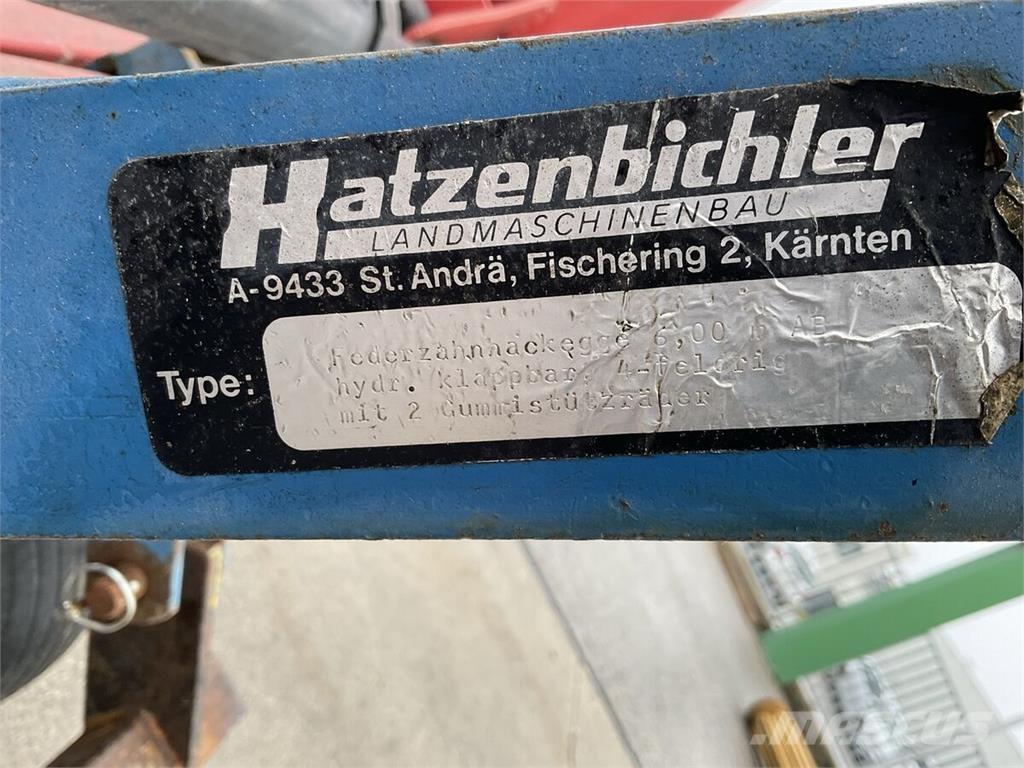 Hatzenbichler
LANDMASCHINENBAU
A-9433 St. Andrä, Fischering 2, Kärnten
Type:
Federzahnhackegge 6,00 m AB
hydr. klappbar, 4-feldrig
mit 2 Gummistützräder
mascus